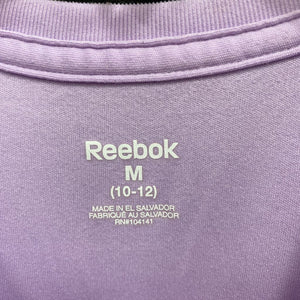 Reebok
M
(10-12)
MADE IN EL SALVADOR
FABRIQUÉ AU SALVADOR
RN#104141